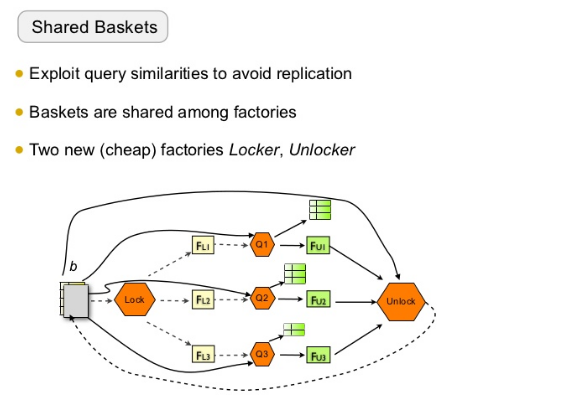 Shared Baskets
Exploit query similarities to avoid replication
Baskets are shared among factories
Two new (cheap) factories Locker, Unlocker
b
FL1
Q1
FU1
Lock
FL2
Q2
FU2
Unlock
FL3
Q3
FU3